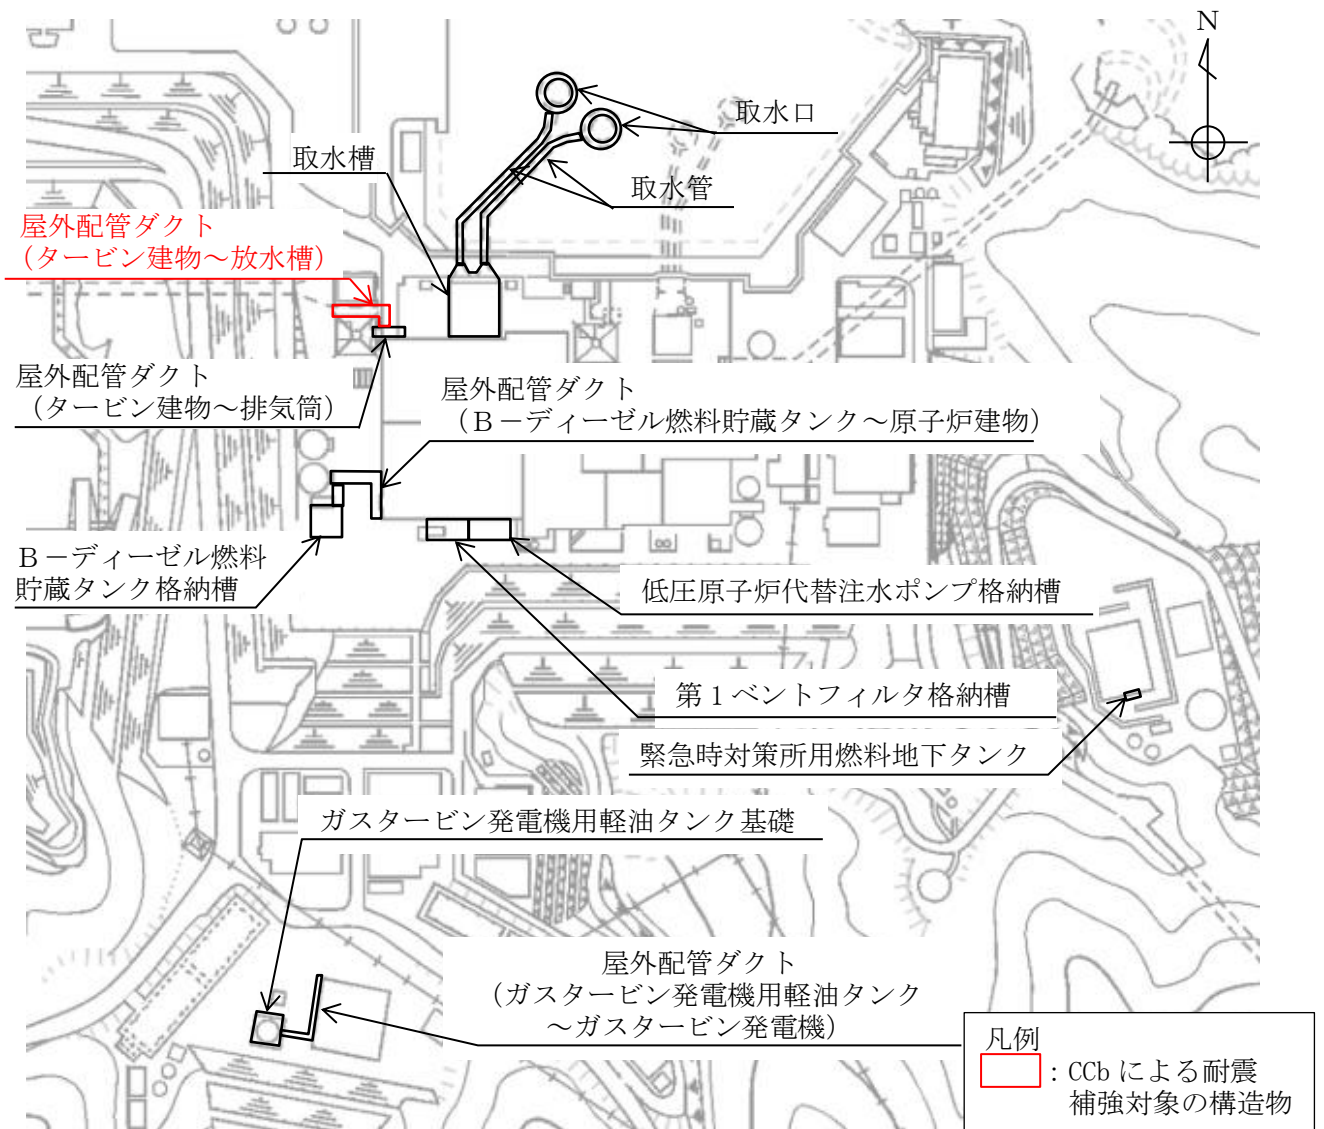 N
取水口
取水槽
取水管
屋外配管ダクト
（タービン建物～放水槽）
屋外配管ダクト
（タービン建物～排気筒）
屋外配管ダクト
（Ｂ－ディーゼル燃料貯蔵タンク～原子炉建物）
Ｂ－ディーゼル燃料
貯蔵タンク格納槽
低圧原子炉代替注水ポンプ格納槽
第１ベントフィルタ格納槽
緊急時対策所用燃料地下タンク
ガスタービン発電機用軽油タンク基礎
屋外配管ダクト
（ガスタービン発電機用軽油タンク
～ガスタービン発電機）
凡例
：CCb による耐震
補強対象の構造物